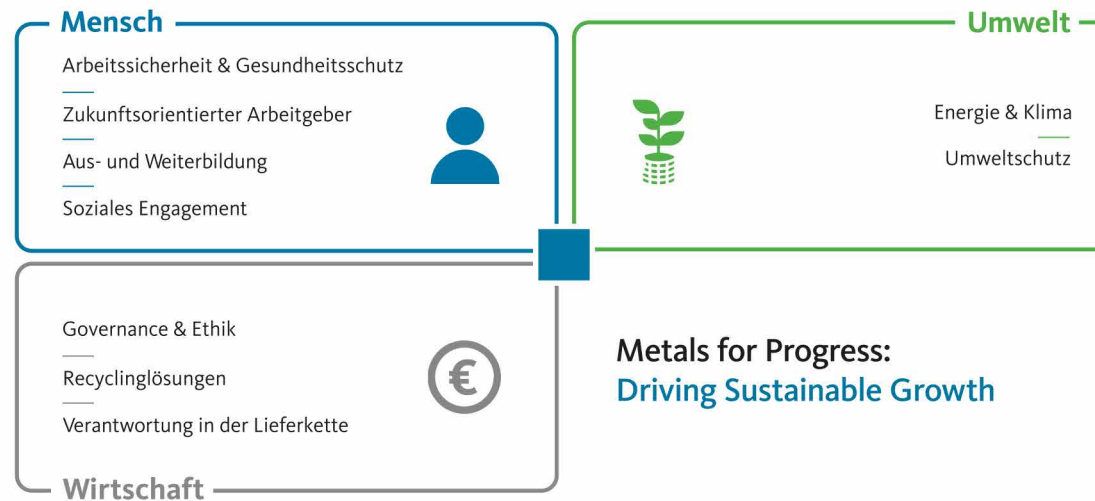 Mensch
Arbeitssicherheit & Gesundheitsschutz
Zukunftsorientierter Arbeitgeber
Aus- und Weiterbildung
Soziales Engagement
Umwelt
Energie & Klima
Umweltschutz
Governance & Ethik
Recyclinglösungen
Verantwortung in der Lieferkette
€
Wirtschaft
Metals for Progress:
Driving Sustainable Growth